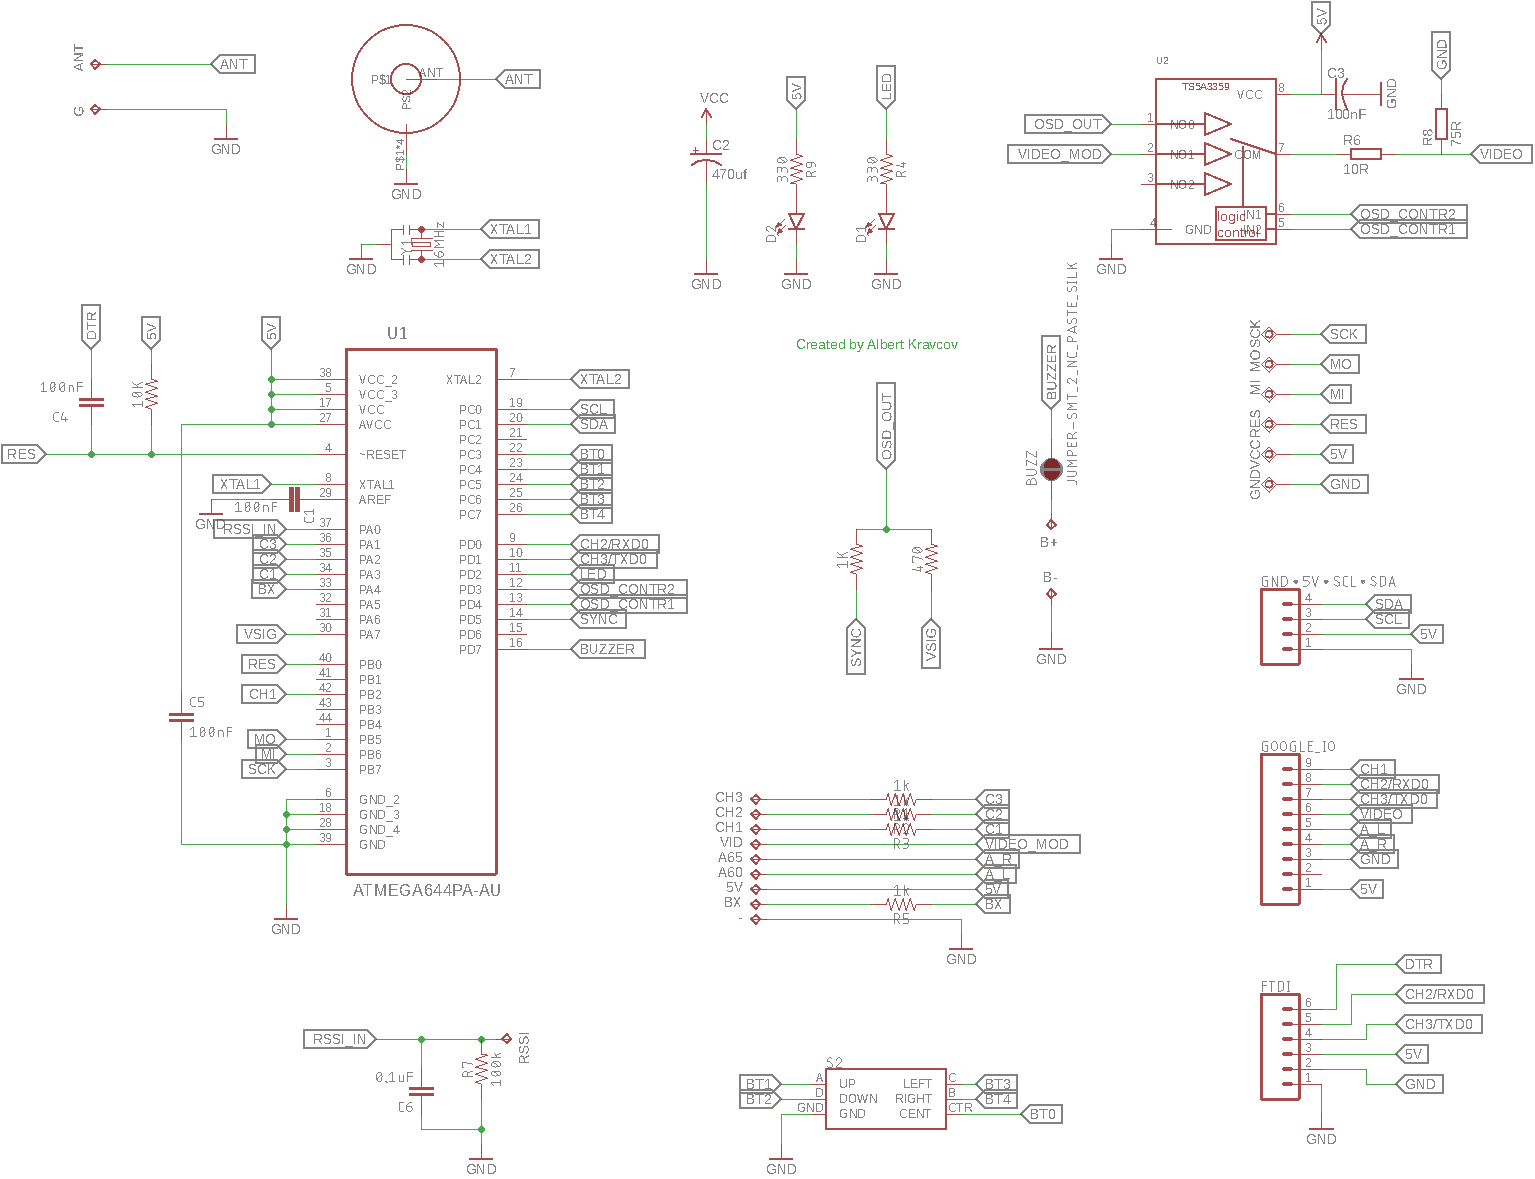 ANT
ANT
G
GND
P$1
ANT
P$2
ANT
P$1*4
GND
XTAL1
Y1
16MHz
XTAL2
GND
VCC
C2
470uf
GND
5V
330
R9
D2
GND
LED
330
R4
D1
GND
U2
TS5A3359
VCC
8
5V
C3
100nF
GND
GND
R8
75R
OSD_OUT
1
NO0
VIDEO_MOD
2
NO1
COM
7
R6
10R
VIDEO
3
NO2
4
GND
logic
control
IN1
6
OSD_CONTR2
IN2
5
OSD_CONTR1
GND
DTR
5V
5V
100nF
C4
10K
RES
U1
38 VCC_2
5 VCC_3
17 VCC
27 AVCC
4 ~RESET
XTAL1 8 XTAL1
29 AREF
100nF
C1
GND
RSSI_IN 37 PA0
C3 36 PA1
C2 35 PA2
C1 34 PA3
BX 33 PA4
32 PA5
31 PA6
VSIG 30 PA7
RES 40 PB0
41 PB1
CH1 42 PB2
43 PB3
44 PB4
MO 1 PB5
MI 2 PB6
SCK 3 PB7
6 GND_2
18 GND_3
28 GND_4
39 GND
XTAL2 7 XTAL2
PC0 19 SCL
PC1 20 SDA
PC2 21
PC3 22 BT0
PC4 23 BT1
PC5 24 BT2
PC6 25 BT3
PC7 26 BT4
PD0 9 CH2/RXD0
PD1 10 CH3/TXD0
PD2 11 LED
PD3 12 OSD_CONTR2
PD4 13 OSD_CONTR1
PD5 14 SYNC
PD6 15
PD7 16 BUZZER
ATMEGA644PA-AU
C5
100nF
GND
Created by Albert Kravcov
OSD_OUT
1K
470
SYNC
VSIG
BUZZER
BUZZ
JUMPER-SMT_2_NC_PASTE_SILK
B+
B-
GND
SCK SCK
MO MO
MI MI
RES RES
VCC 5V
GND GND
GND•5V•SCL•SDA
4 SDA
3 SCL
2 5V
1
GND
GOOGLE_IO
9 CH1
8 CH2/RXD0
7 CH3/TXD0
6 VIDEO
5 A_L
4 A_R
3 GND
2
1 5V
1k
CH3 C3
CH2 C2
CH1 C1
R3
VID VIDEO_MOD
A65 A_R
A60 A_L
5V 5V
1k
BX BX
R5
-
GND
FTDI
6 DTR
5 CH2/RXD0
4 CH3/TXD0
3 5V
2 GND
1
GND
RSSI_IN
RSSI
0.1uF
C6
R7
100k
GND
S2
BT1 A UP LEFT C BT3
BT2 D DOWN RIGHT B BT4
GND GND CENT CTR BT0
GND